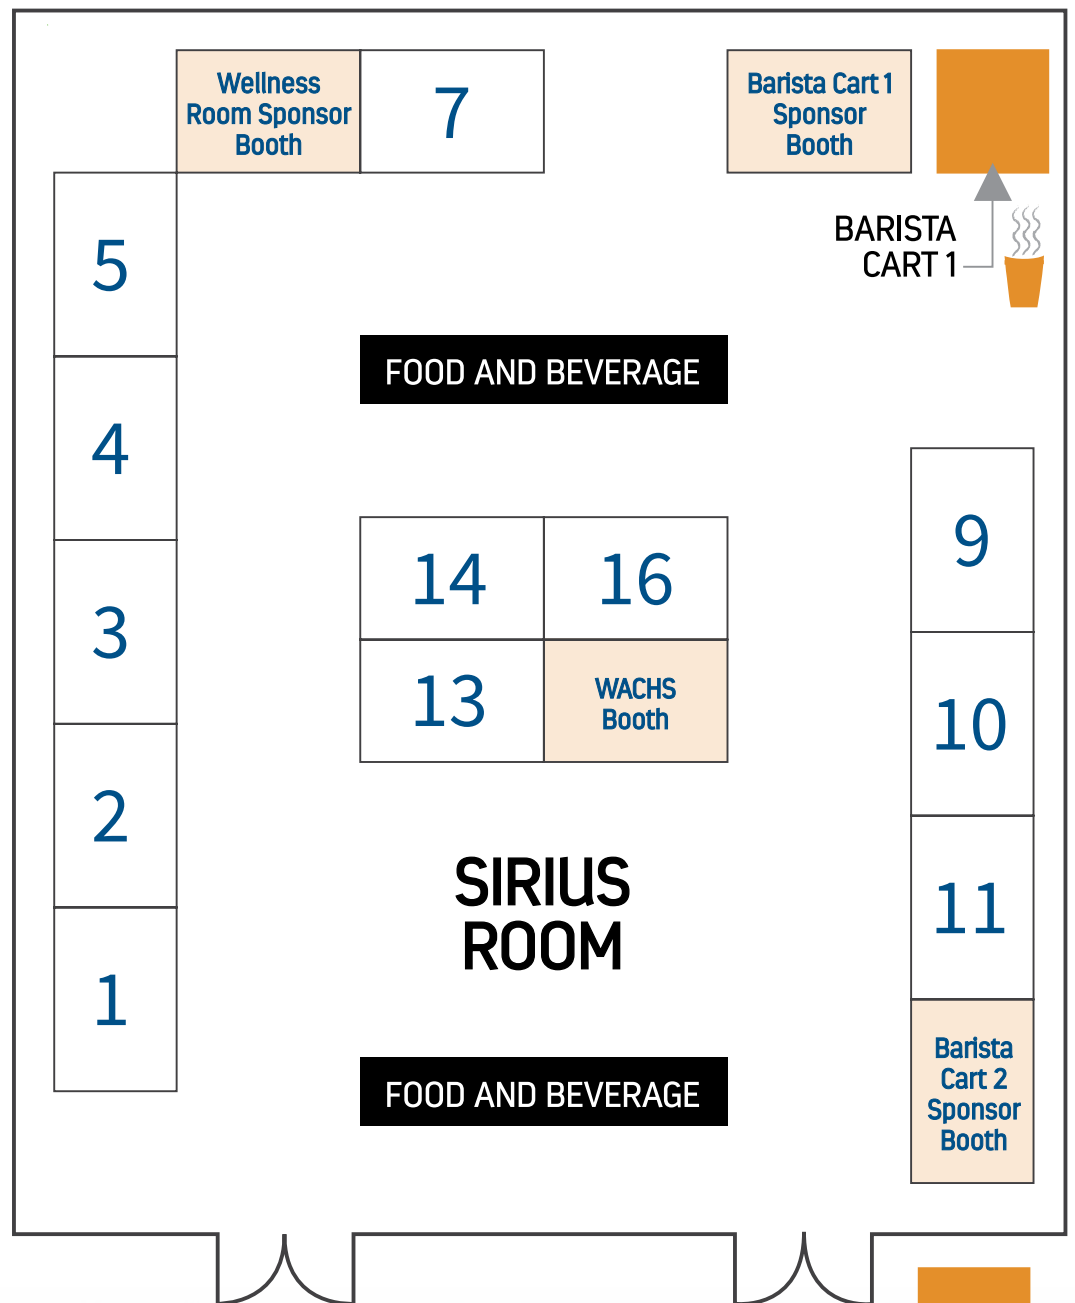 Wellness
Room Sponsor
Booth
7
Barista Cart 1
Sponsor
Booth
BARISTA
CART 1
5
FOOD AND BEVERAGE
4
9
14
16
3
13
WACHS
Booth
10
2
SIRIUS
ROOM
11
1
Barista
Cart 2
Sponsor
Booth
FOOD AND BEVERAGE